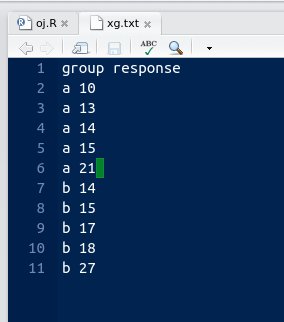 oj.R
xg.txt
ABC
1 group response
2 a 10
3 a 13
4 a 14
5 a 15
6 a 21
7 b 14
8 b 15
9 b 17
10 b 18
11 b 27